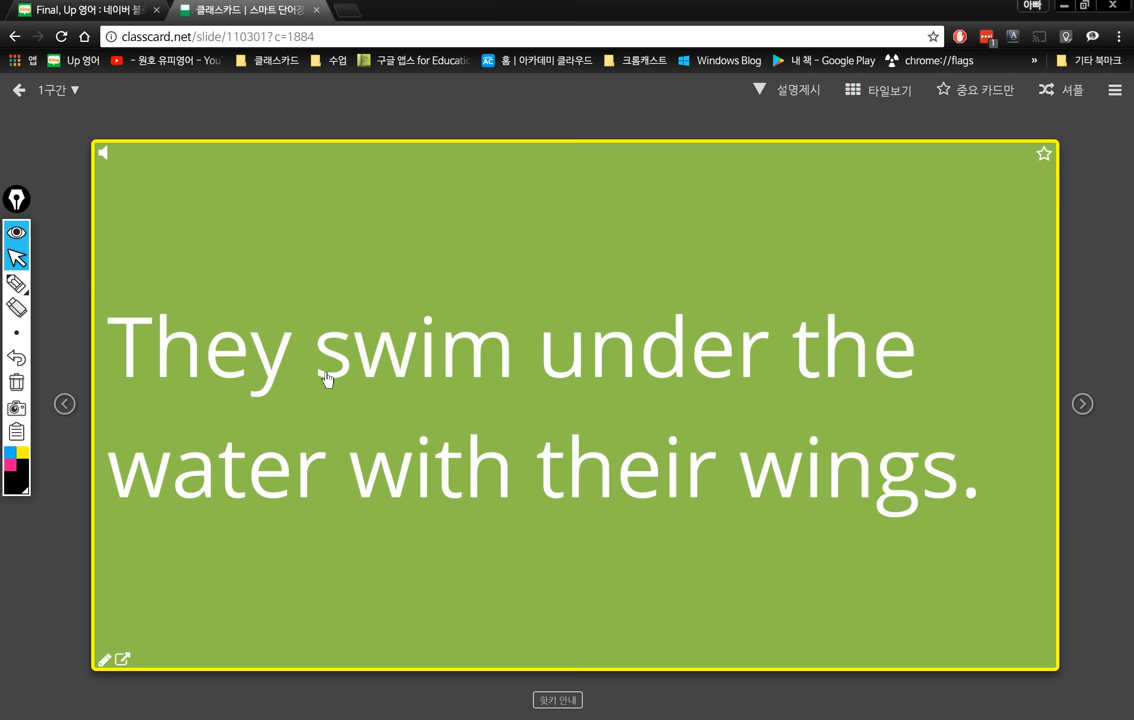 Final, Up 영어 : 네이버 블
클래스카드 | 스마트 단어장
아빠
classcard.net/slide/110301?c=1884
앱 Up 영어 - 원호 유피영어 - You 클래스카드 수업 구글 앱스 for Educatio 홈 | 아카데미 클라우드 크롬캐스트 Windows Blog 내 책 - Google Play chrome://flags » 기타 북마크
1구간 ▼ ▼ 설명제시 타일보기 중요 카드만 셔플
They swim under the
water with their wings.
핫키 안내